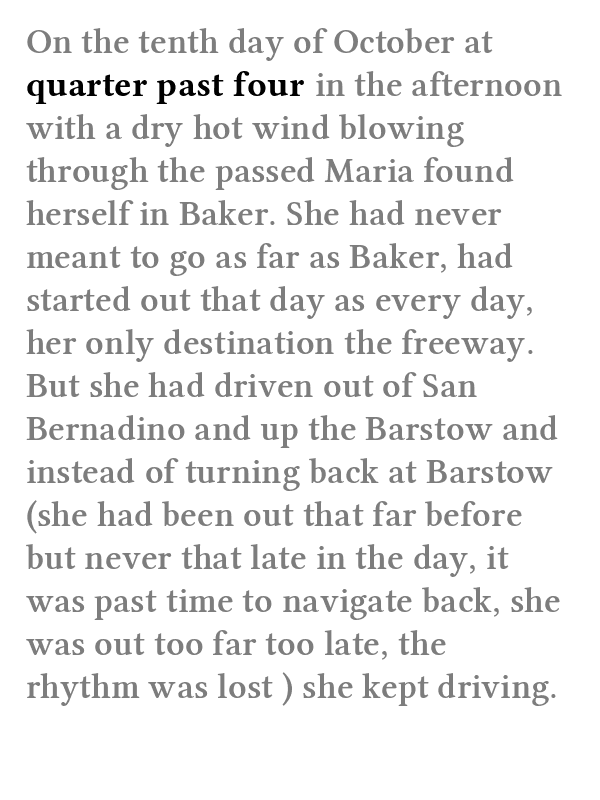 On the tenth day of October at
quarter past four in the afternoon
with a dry hot wind blowing
through the passed Maria found
herself in Baker. She had never
meant to go as far as Baker, had
started out that day as every day,
her only destination the freeway.
But she had driven out of San
Bernadino and up the Barstow and
instead of turning back at Barstow
(she had been out that far before
but never that late in the day, it
was past time to navigate back, she
was out too far too late, the
rhythm was lost ) she kept driving.